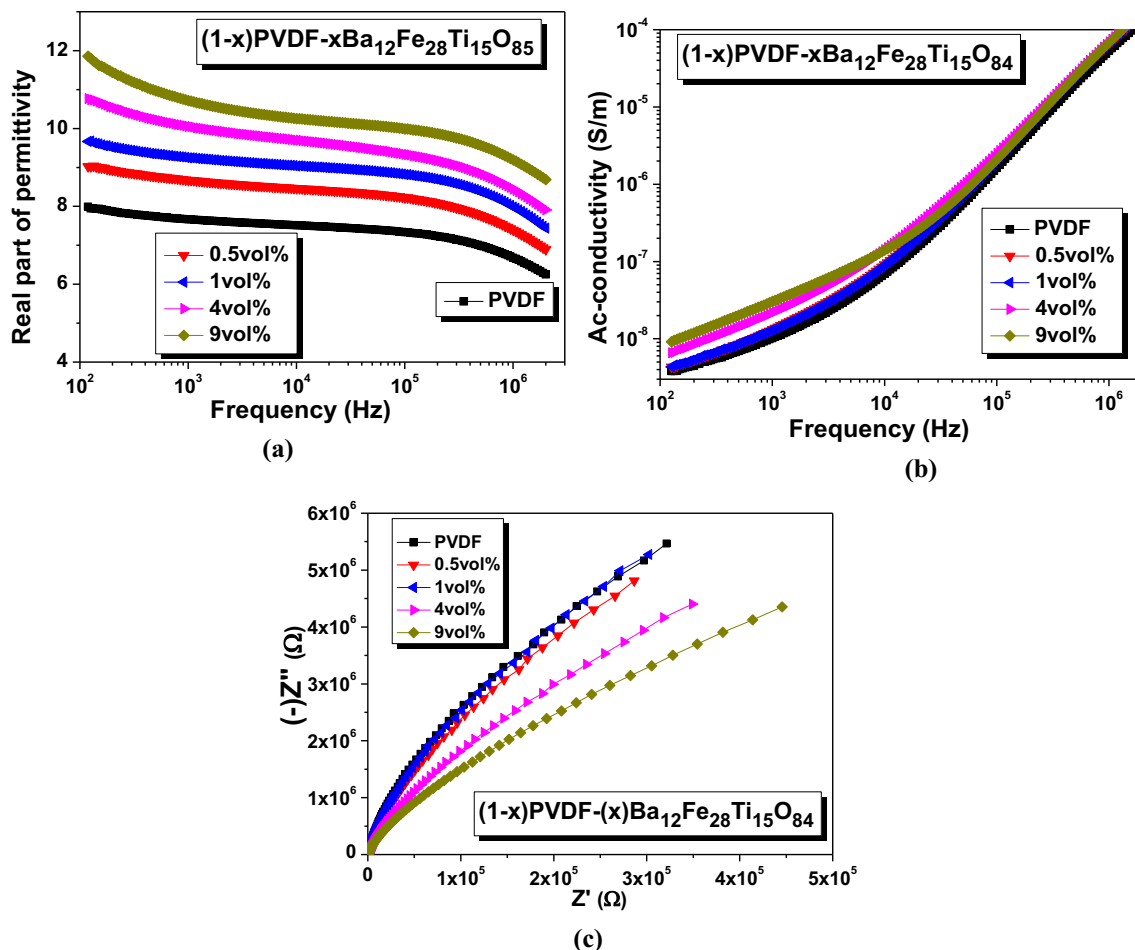 (1-x)PVDF-xBa12Fe28Ti15O85
Real part of permittivity
12
10
8
6
4
0.5vol%
1vol%
4vol%
9vol%
PVDF
10^2
10^3
10^4
10^5
10^6
Frequency (Hz)
(a)
(1-x)PVDF-xBa12Fe28Ti15O84
Ac-conductivity (S/m)
10^-4
10^-5
10^-6
10^-7
10^-8
PVDF
0.5vol%
1vol%
4vol%
9vol%
10^2
10^3
10^4
10^5
10^6
Frequency (Hz)
(b)
(-)Z'' (Ω)
6x10^6
5x10^6
4x10^6
3x10^6
2x10^6
1x10^6
0
PVDF
0.5vol%
1vol%
4vol%
9vol%
(1-x)PVDF-(x)Ba12Fe28Ti15O84
0
1x10^5
2x10^5
3x10^5
4x10^5
5x10^5
Z' (Ω)
(c)